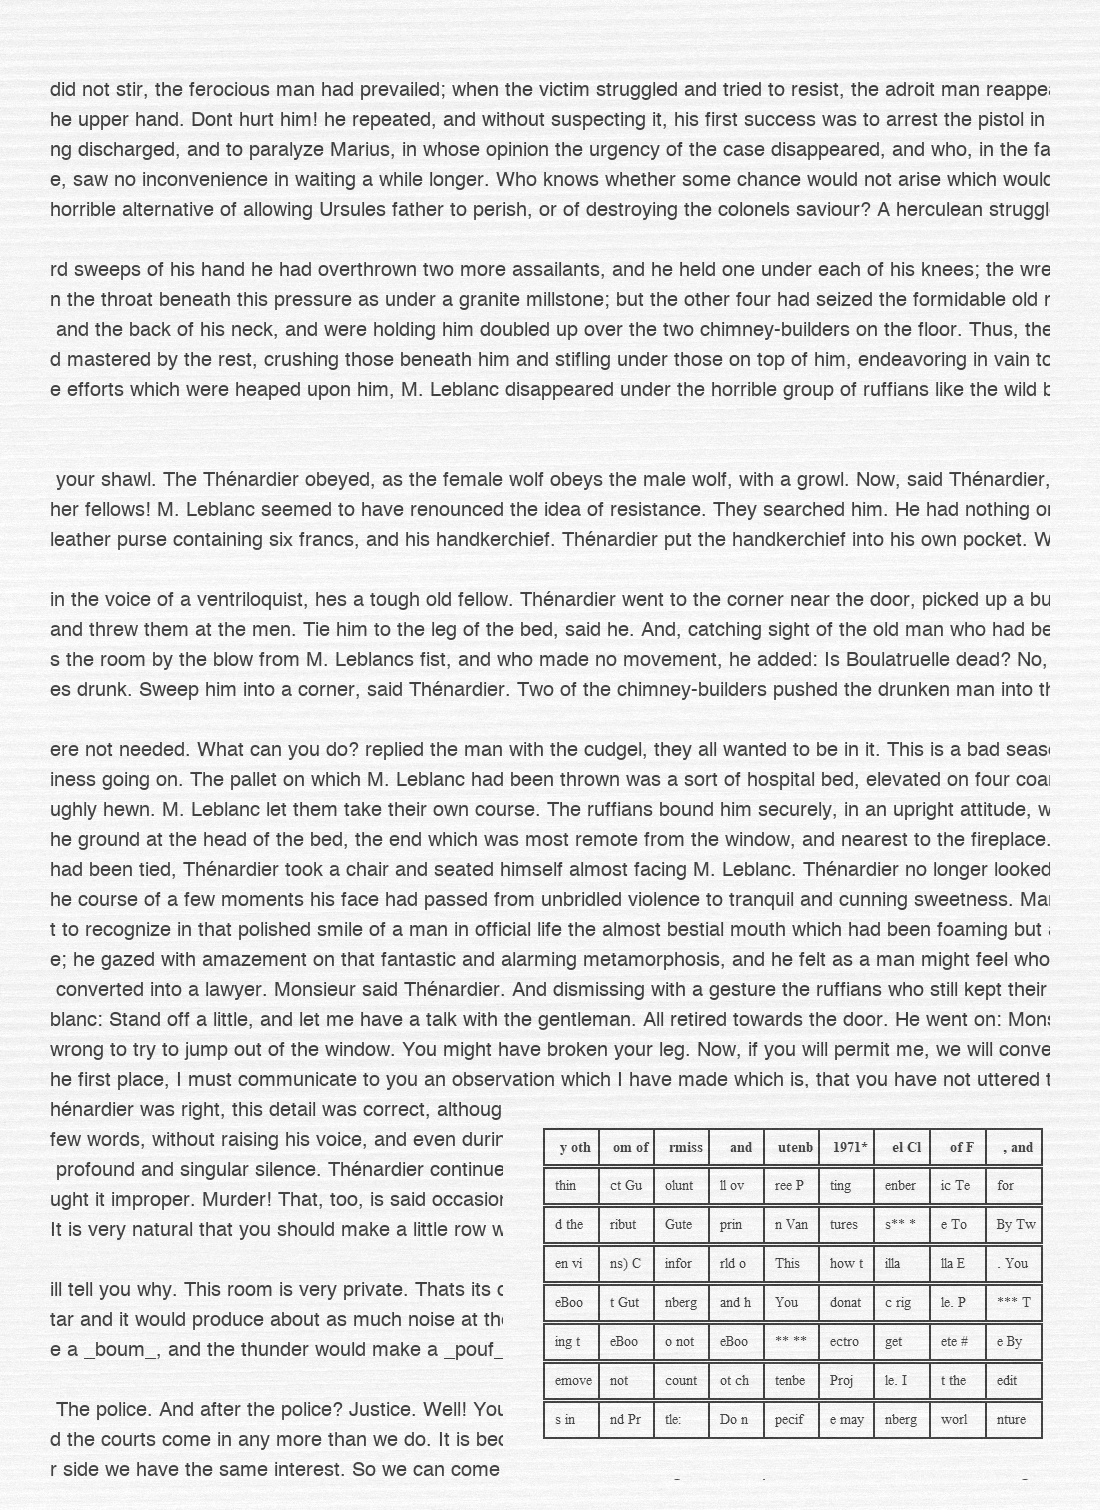 did not stir, the ferocious man had prevailed; when the victim struggled and tried to resist, the adroit man
he upper hand. Dont hurt him! he repeated, and without suspecting it, his first success was to arrest the pistol in
ng discharged, and to paralyze Marius, in whose opinion the urgency of the case disappeared, and who, in the fa
e, saw no inconvenience in waiting a while longer. Who knows whether some chance would not arise which
horrible alternative of allowing Ursules father to perish, or of destroying the colonels saviour? A herculean
rd sweeps of his hand he had overthrown two more assailants, and he held one under each of his knees; the wre
n the throat beneath this pressure as under a granite millstone; but the other four had seized the formidable old
and the back of his neck, and were holding him doubled up over the two chimney-builders on the floor. Thus, the
d mastered by the rest, crushing those beneath him and stifling under those on top of him, endeavoring in vain
e efforts which were heaped upon him, M. Leblanc disappeared under the horrible group of ruffians like the wild
your shawl. The Thénardier obeyed, as the female wolf obeys the male wolf, with a growl. Now, said Thénardier,
her fellows! M. Leblanc seemed to have renounced the idea of resistance. They searched him. He had nothing
leather purse containing six francs, and his handkerchief. Thénardier put the handkerchief into his own pocket.
in the voice of a ventriloquist, hes a tough old fellow. Thénardier went to the corner near the door, picked up a bu
and threw them at the men. Tie him to the leg of the bed, said he. And, catching sight of the old man who had be
s the room by the blow from M. Leblancs fist, and who made no movement, he added: Is Boulatruelle dead? No,
es drunk. Sweep him into a corner, said Thénardier. Two of the chimney-builders pushed the drunken man into
ere not needed. What can you do? replied the man with the cudgel, they all wanted to be in it. This is a bad
iness going on. The pallet on which M. Leblanc had been thrown was a sort of hospital bed, elevated on four
ughly hewn. M. Leblanc let them take their own course. The ruffians bound him securely, in an upright attitude, w
he ground at the head of the bed, the end which was most remote from the window, and nearest to the fireplace.
had been tied, Thénardier took a chair and seated himself almost facing M. Leblanc. Thénardier no longer looked
he course of a few moments his face had passed from unbridled violence to tranquil and cunning sweetness.
t to recognize in that polished smile of a man in official life the almost bestial mouth which had been foaming but
e; he gazed with amazement on that fantastic and alarming metamorphosis, and he felt as a man might feel who
converted into a lawyer. Monsieur said Thénardier. And dismissing with a gesture the ruffians who still kept their
blanc: Stand off a little, and let me have a talk with the gentleman. All retired towards the door. He went on:
wrong to try to jump out of the window. You might have broken your leg. Now, if you will permit me, we will conve
he first place, I must communicate to you an observation which I have made which is, that you have not uttered
hénardier was right, this detail was correct, althoug
few words, without raising his voice, and even durin
profound and singular silence. Thénardier continue
ught it improper. Murder! That, too, is said
It is very natural that you should make a little row w
ill tell you why. This room is very private. Thats its
tar and it would produce about as much noise at
e a _boum_, and the thunder would make a _pouf_
The police. And after the police? Justice. Well! You
d the courts come in any more than we do. It is
r side we have the same interest. So we can come
y oth om of rmiss and utenb 1971* el Cl of F , and
thin ct Gu olunt ll ov ree P ting enber ic Te for
d the ribut Gute prin n Van tures s** * e To By Tw
en vi ns) C infor rld o This how t illa lla E . You
eBoo t Gut nberg and h You donat c rig le. P *** T
ing t eBoo o not eBoo ** ** ectro get ete # e By
emove not count ot ch tenbe Proj le. I t the edit
s in nd Pr tle: Do n pecif e may nberg worl nture